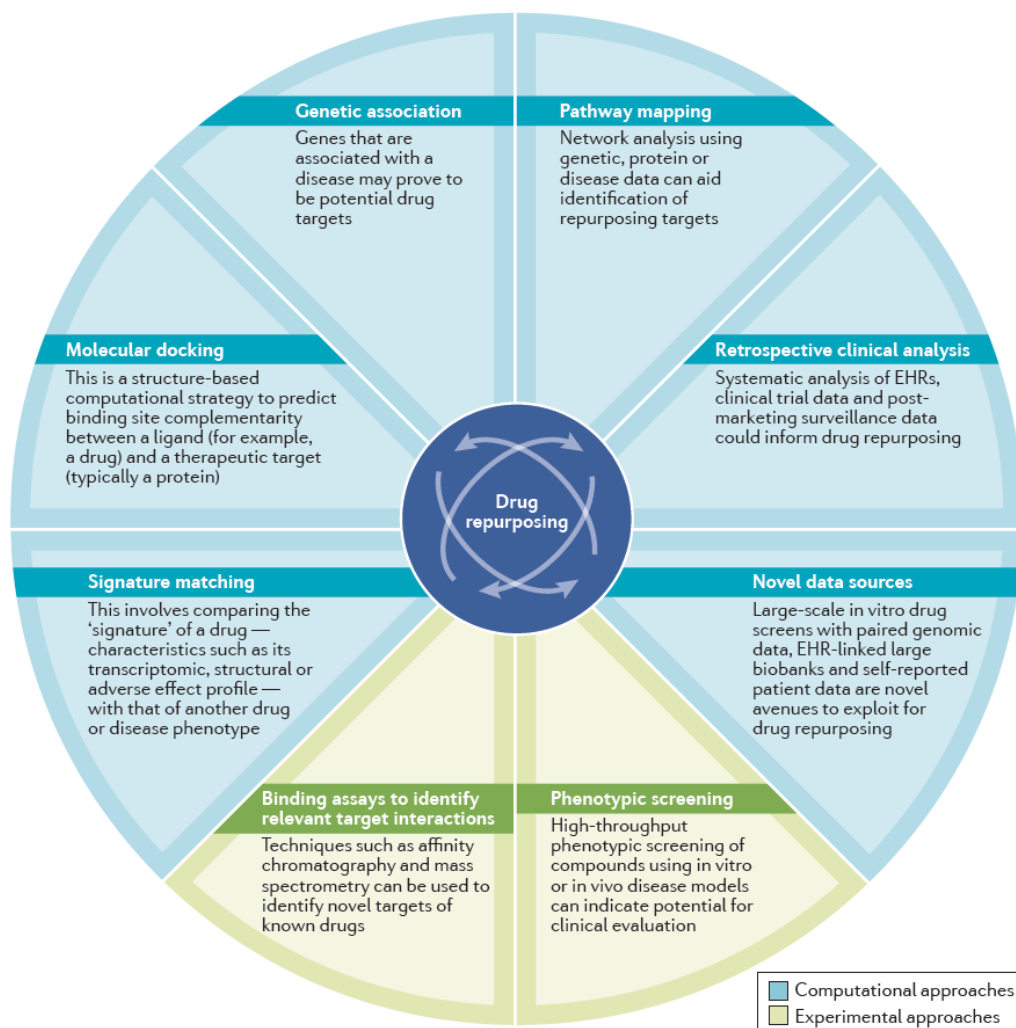 Genetic association
Genes that are
associated with a
disease may prove to
be potential drug
targets
Pathway mapping
Network analysis using
genetic, protein or
disease data can aid
identification of
repurposing targets
Molecular docking
This is a structure-based
computational strategy to predict
binding site complementarity
between a ligand (for example,
a drug) and a therapeutic target
(typically a protein)
Retrospective clinical analysis
Systematic analysis of EHRs,
clinical trial data and post-
marketing surveillance data
could inform drug repurposing
Drug
repurposing
Signature matching
This involves comparing the
‘signature’ of a drug —
characteristics such as its
transcriptomic, structural or
adverse effect profile —
with that of another drug
or disease phenotype
Novel data sources
Large-scale in vitro drug
screens with paired genomic
data, EHR-linked large
biobanks and self-reported
patient data are novel
avenues to exploit for
drug repurposing
Binding assays to identify
relevant target interactions
Techniques such as affinity
chromatography and mass
spectrometry can be used to
identify novel targets of
known drugs
Phenotypic screening
High-throughput
phenotypic screening of
compounds using in vitro
or in vivo disease models
can indicate potential for
clinical evaluation
Computational approaches
Experimental approaches